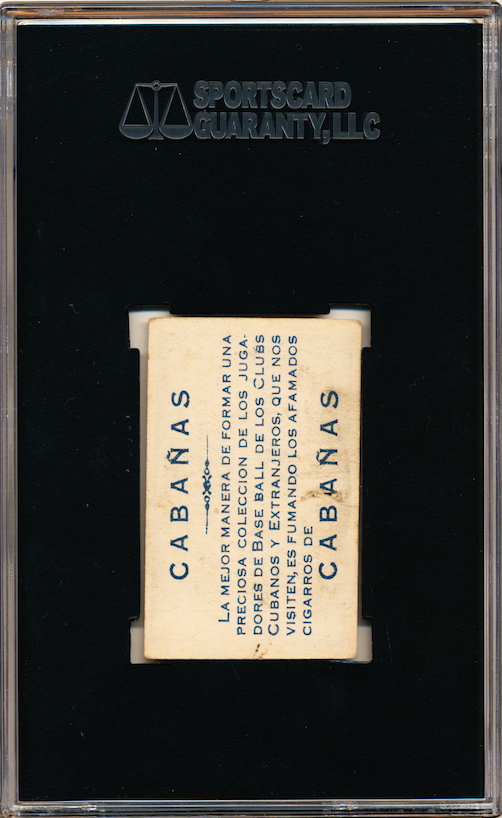 SPORTSCARD
GUARANTY, LLC
CABAÑAS
LA MEJOR MANERA DE FORMAR UNA
PRECIOSA COLECCION DE LOS JUGA-
DORES DE BASE BALL DE LOS CLUBS
CUBANOS Y EXTRANJEROS, QUE NOS
VISITEN, ES FUMANDO LOS AFAMADOS
CIGARROS DE
CABAÑAS